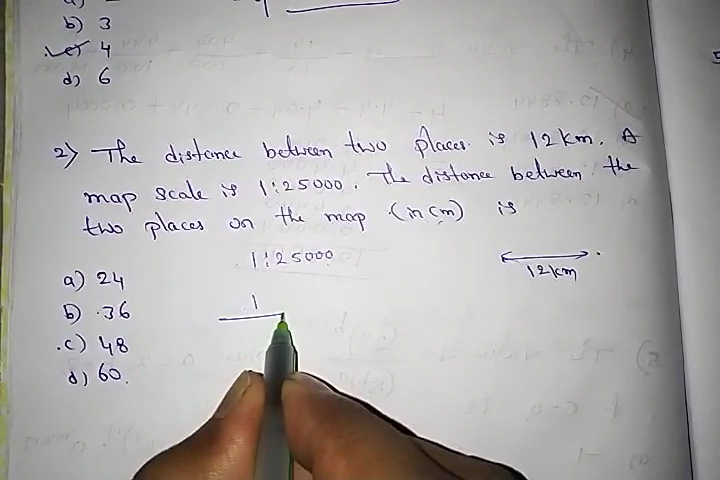 b) 3
c) 4
d) 6
2) The distance between two places is 12 km. A
map scale is 1:25000. The distance between the
two places on the map (in cm) is
1:25000
12km
a) 24
b) 36
c) 48
d) 60.
1